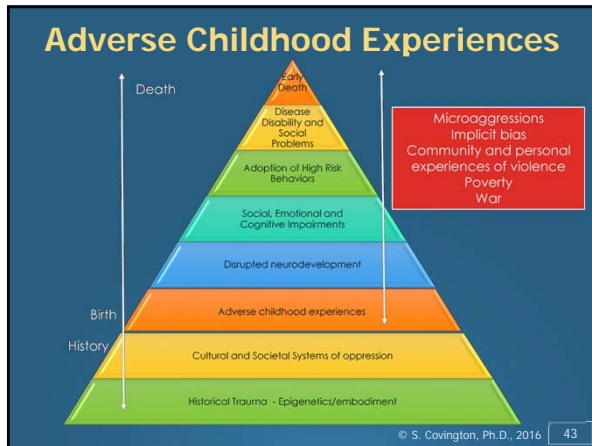 Adverse Childhood Experiences
Death
Early
Death
Disease
Disability and
Social
Problems
Adoption of High Risk
Behaviors
Social, Emotional and
Cognitive Impairments
Disrupted neurodevelopment
Adverse childhood experiences
Cultural and Societal Systems of oppression
Historical Trauma - Epigenetics/embodiment
Birth
History
Microaggressions
Implicit bias
Community and personal
experiences of violence
Poverty
War
© S. Covington, Ph.D., 2016
43